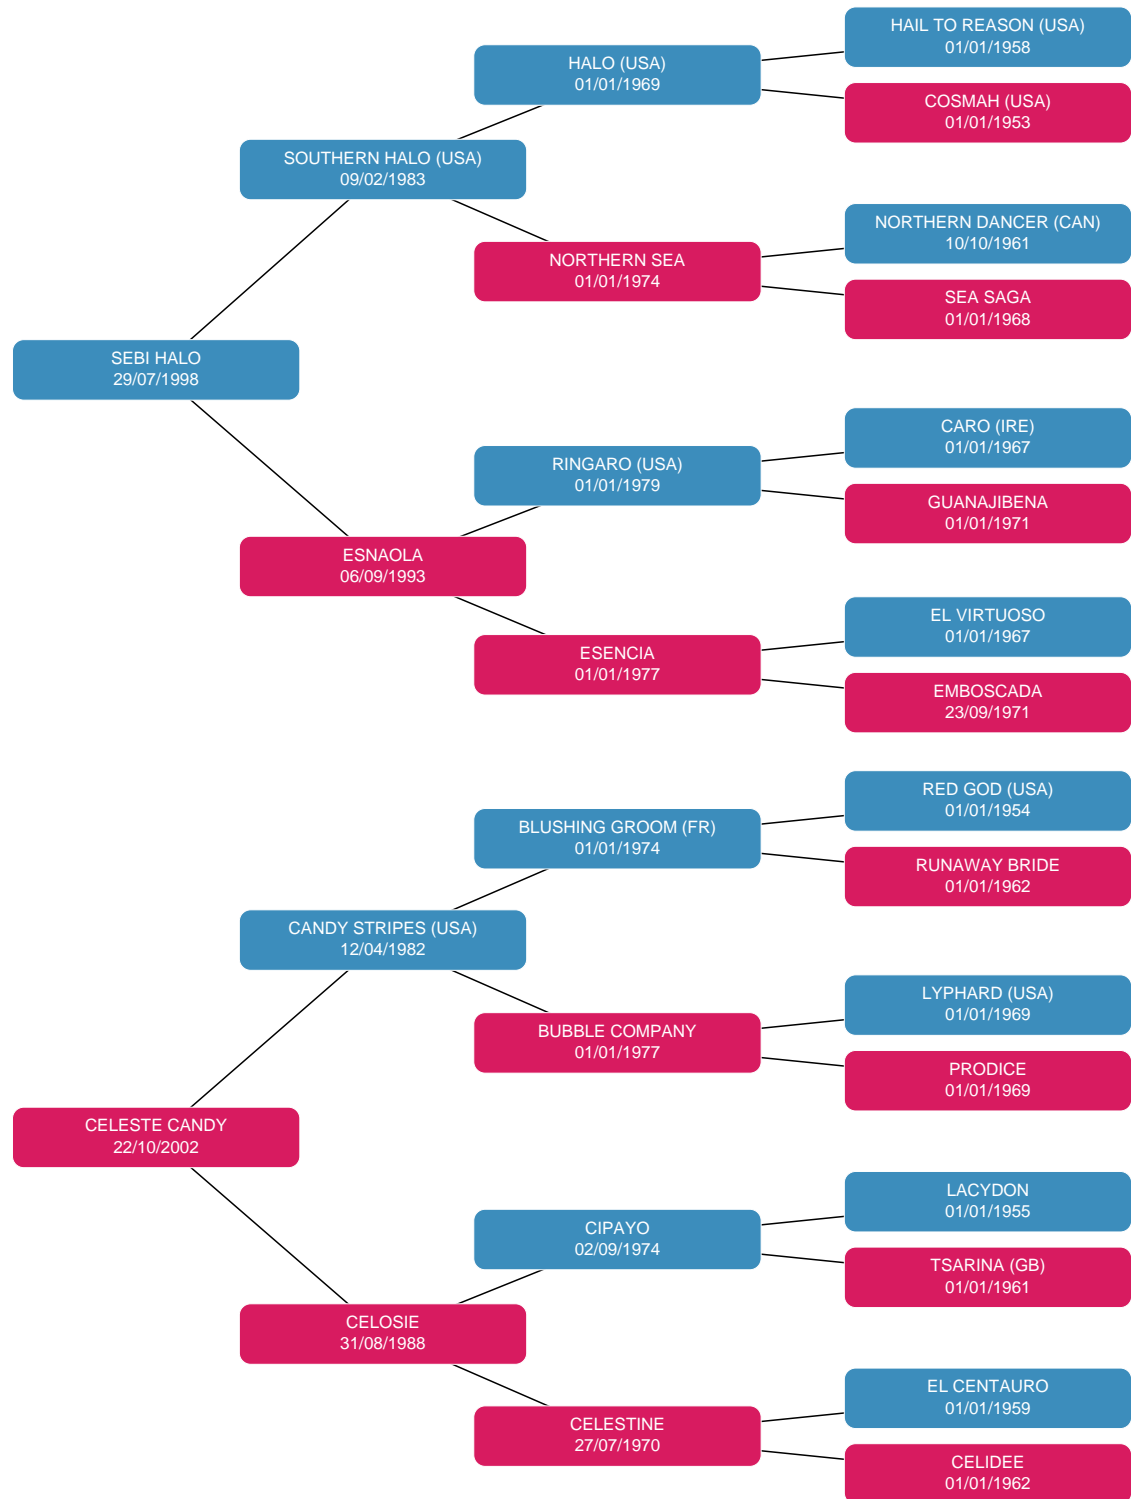 HAIL TO REASON (USA)
01/01/1958
HALO (USA)
01/01/1969
COSMAH (USA)
01/01/1953
SOUTHERN HALO (USA)
09/02/1983
NORTHERN DANCER (CAN)
10/10/1961
NORTHERN SEA
01/01/1974
SEA SAGA
01/01/1968
SEBI HALO
29/07/1998
CARO (IRE)
01/01/1967
RINGARO (USA)
01/01/1979
GUANAJIBENA
01/01/1971
ESNAOLA
06/09/1993
EL VIRTUOSO
01/01/1967
ESENCIA
01/01/1977
EMBOSCADA
23/09/1971
RED GOD (USA)
01/01/1954
BLUSHING GROOM (FR)
01/01/1974
RUNAWAY BRIDE
01/01/1962
CANDY STRIPES (USA)
12/04/1982
LYPHARD (USA)
01/01/1969
BUBBLE COMPANY
01/01/1977
PRODICE
01/01/1969
CELESTE CANDY
22/10/2002
LACYDON
01/01/1955
CIPAYO
02/09/1974
TSARINA (GB)
01/01/1961
CELOSIE
31/08/1988
EL CENTAURO
01/01/1959
CELESTINE
27/07/1970
CELIDEE
01/01/1962